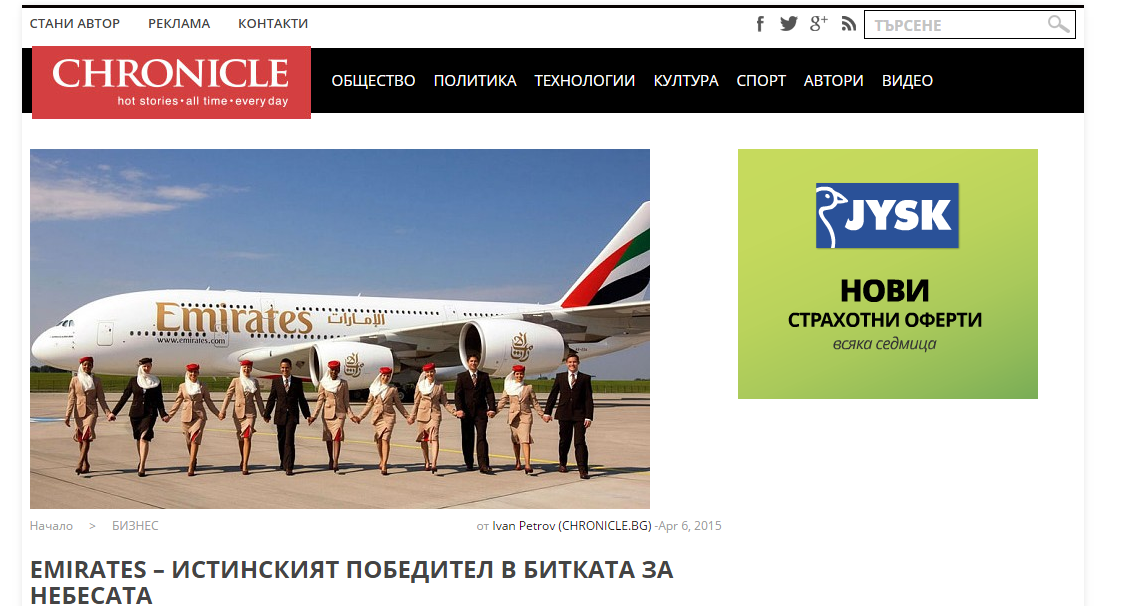 СТАНИ АВТОР РЕКЛАМА КОНТАКТИ
ТЪРСЕНЕ
CHRONICLE
hot stories • all time • every day
ОБЩЕСТВО ПОЛИТИКА ТЕХНОЛОГИИ КУЛТУРА СПОРТ АВТОРИ ВИДЕО
Emirates الإمارات
www.emirates.com
JYSK
НОВИ
СТРАХОТНИ ОФЕРТИ
всяка седмица
Начало > БИЗНЕС
от Ivan Petrov (CHRONICLE.BG) -Apr 6, 2015
EMIRATES – ИСТИНСКИЯТ ПОБЕДИТЕЛ В БИТКАТА ЗА
НЕБЕСАТА